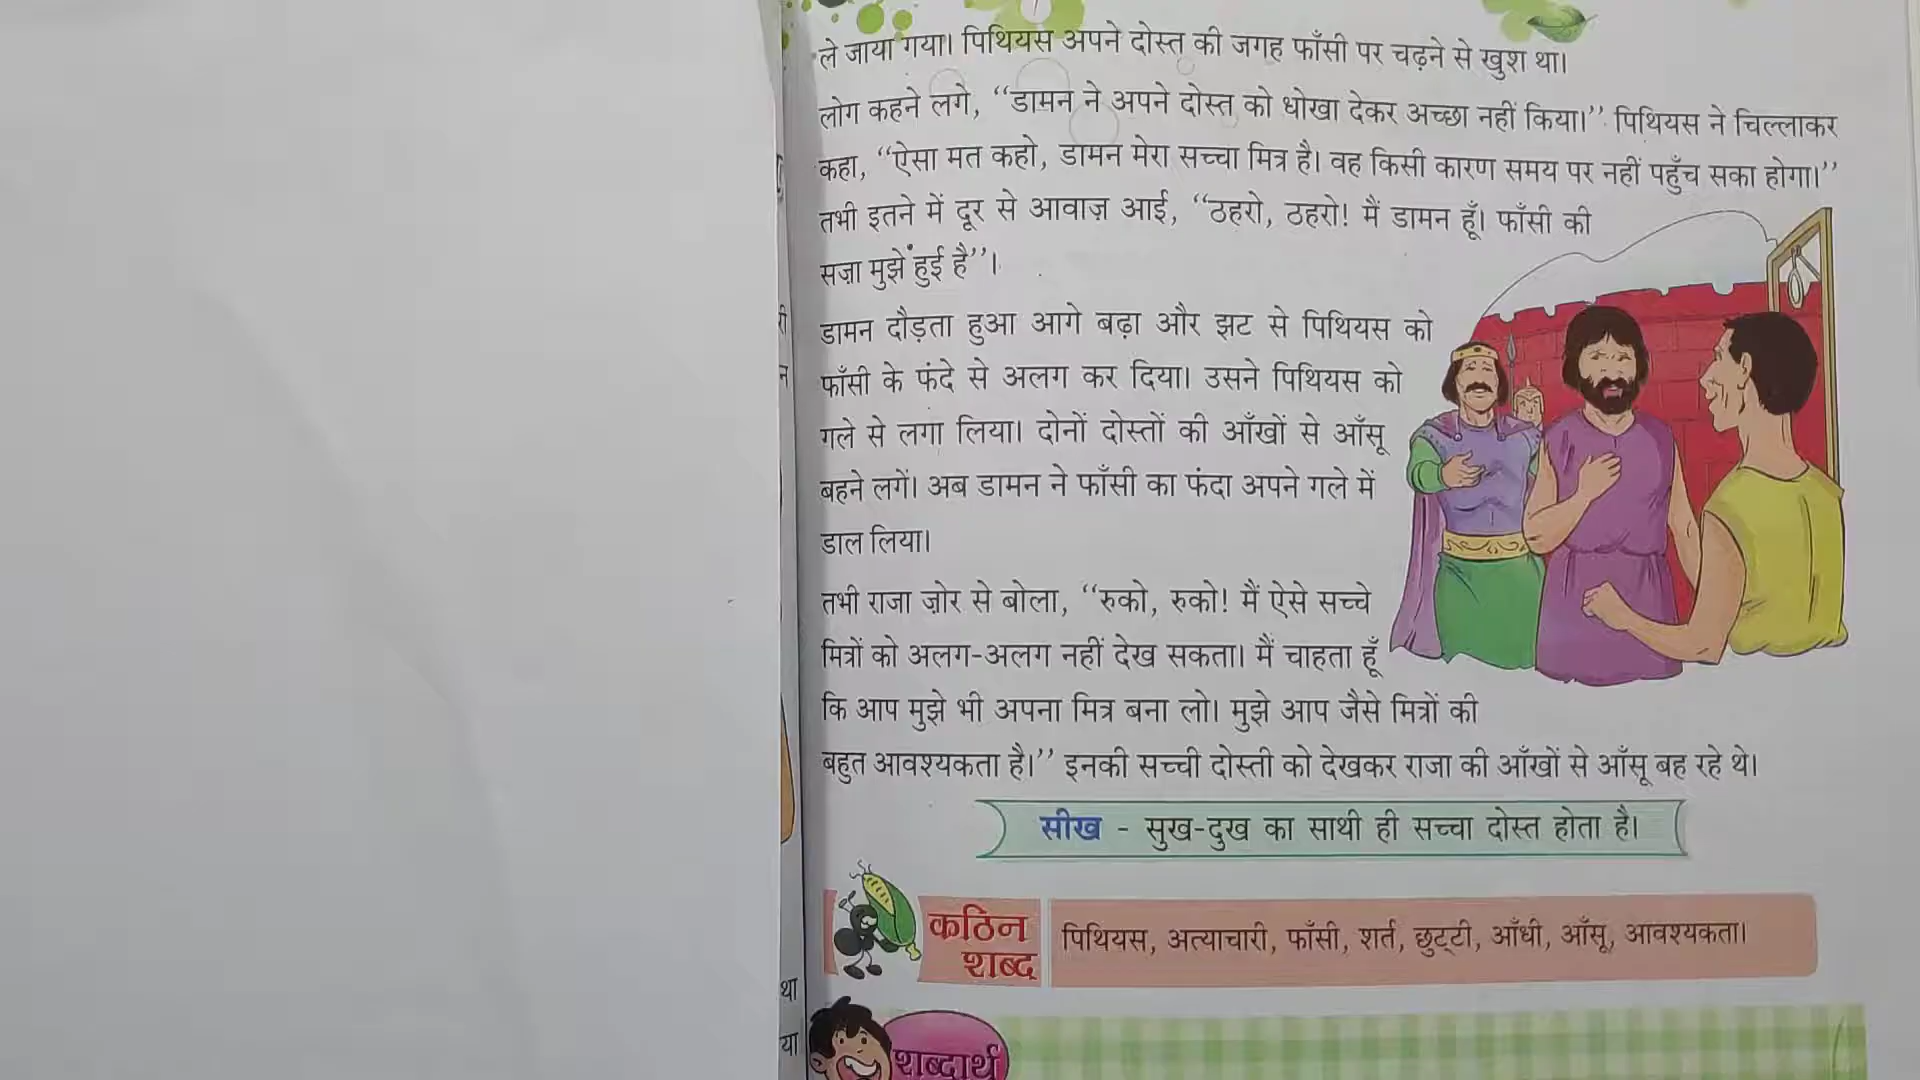 ले जाया गया। पिथियस अपने दोस्त की जगह फाँसी पर चढ़ने से खुश था।
लोग कहने लगे, ‘‘डामन ने अपने दोस्त को धोखा देकर अच्छा नहीं किया।’’ पिथियस ने चिल्लाकर
कहा, ‘‘ऐसा मत कहो, डामन मेरा सच्चा मित्र है। वह किसी कारण समय पर नहीं पहुँच सका होगा।’’
तभी इतने में दूर से आवाज़ आई, ‘‘ठहरो, ठहरो! मैं डामन हूँ। फाँसी की
सज़ा मुझे हुई है’’।
डामन दौड़ता हुआ आगे बढ़ा और झट से पिथियस को
फाँसी के फंदे से अलग कर दिया। उसने पिथियस को
गले से लगा लिया। दोनों दोस्तों की आँखों से आँसू
बहने लगें। अब डामन ने फाँसी का फंदा अपने गले में
डाल लिया।
तभी राजा ज़ोर से बोला, ‘‘रुको, रुको! मैं ऐसे सच्चे
मित्रों को अलग-अलग नहीं देख सकता। मैं चाहता हूँ
कि आप मुझे भी अपना मित्र बना लो। मुझे आप जैसे मित्रों की
बहुत आवश्यकता है।’’ इनकी सच्ची दोस्ती को देखकर राजा की आँखों से आँसू बह रहे थे।
सीख - सुख-दुख का साथी ही सच्चा दोस्त होता है।
कठिन
शब्द
पिथियस, अत्याचारी, फाँसी, शर्त, छुट्‌टी, आँधी, आँसू, आवश्यकता।
था
या
शब्दार्थ